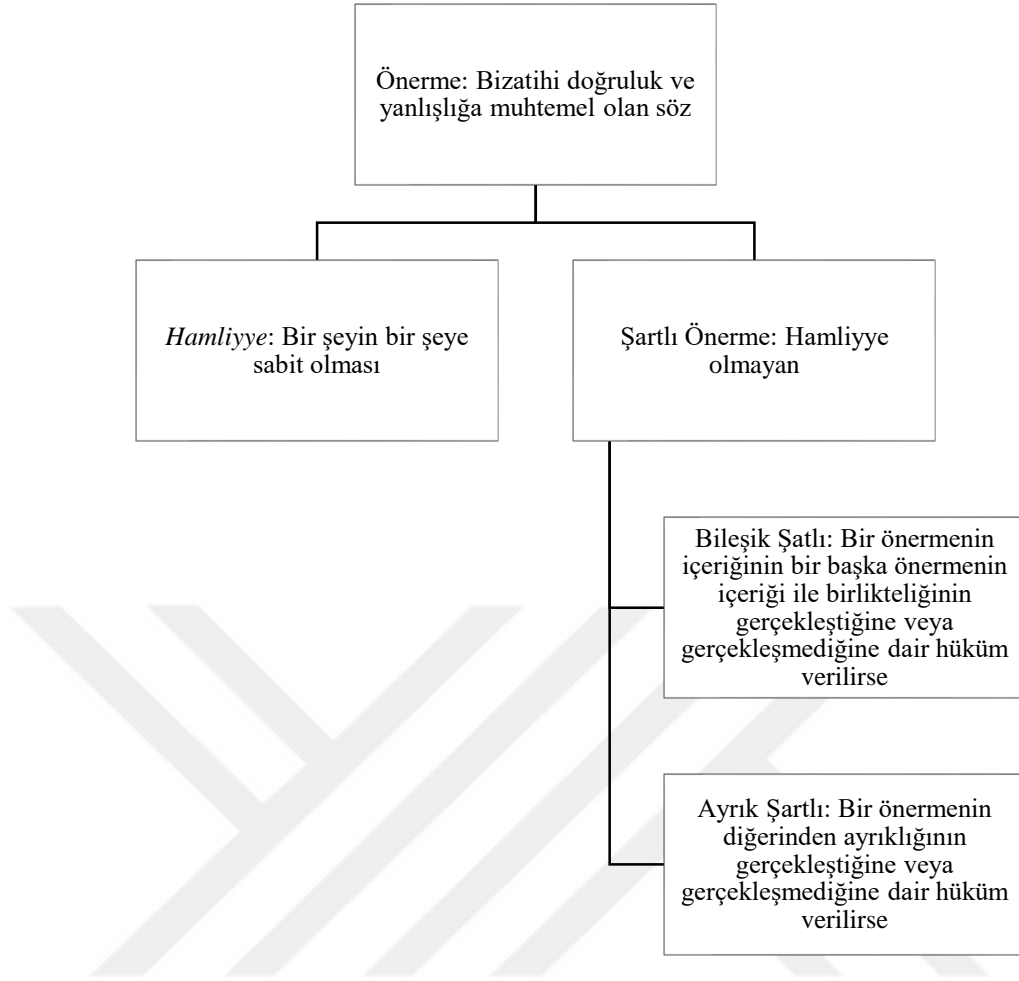 Önerme: Bizatihi doğruluk ve
yanlışlığa muhtemel olan söz
Hamliyye: Bir şeyin bir şeye
sabit olması
Şartlı Önerme: Hamliyye
olmayan
Bileşik Şatlı: Bir önermenin
içeriğinin bir başka önermenin
içeriği ile birlikteliğinin
gerçekleştiğine veya
gerçekleşmediğine dair hüküm
verilirse
Ayrık Şartlı: Bir önermenin
diğerinden ayrıklığının
gerçekleştiğine veya
gerçekleşmediğine dair hüküm
verilirse